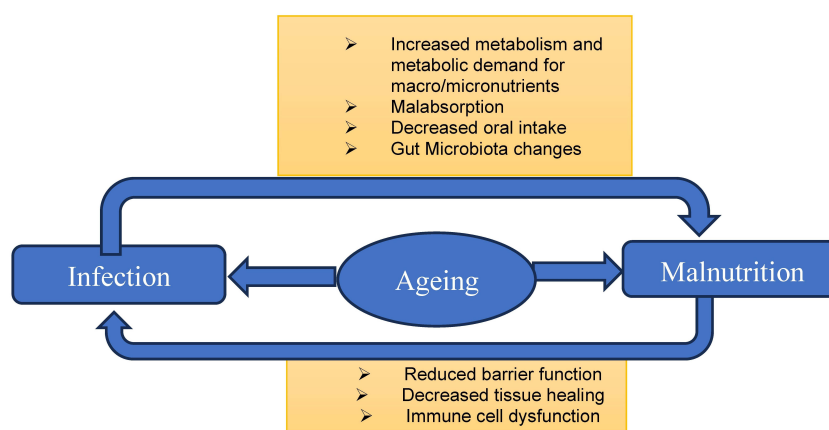 ➢ Increased metabolism and
metabolic demand for
macro/micronutrients
➢ Malabsorption
➢ Decreased oral intake
➢ Gut Microbiota changes
Infection
Ageing
Malnutrition
➢ Reduced barrier function
➢ Decreased tissue healing
➢ Immune cell dysfunction